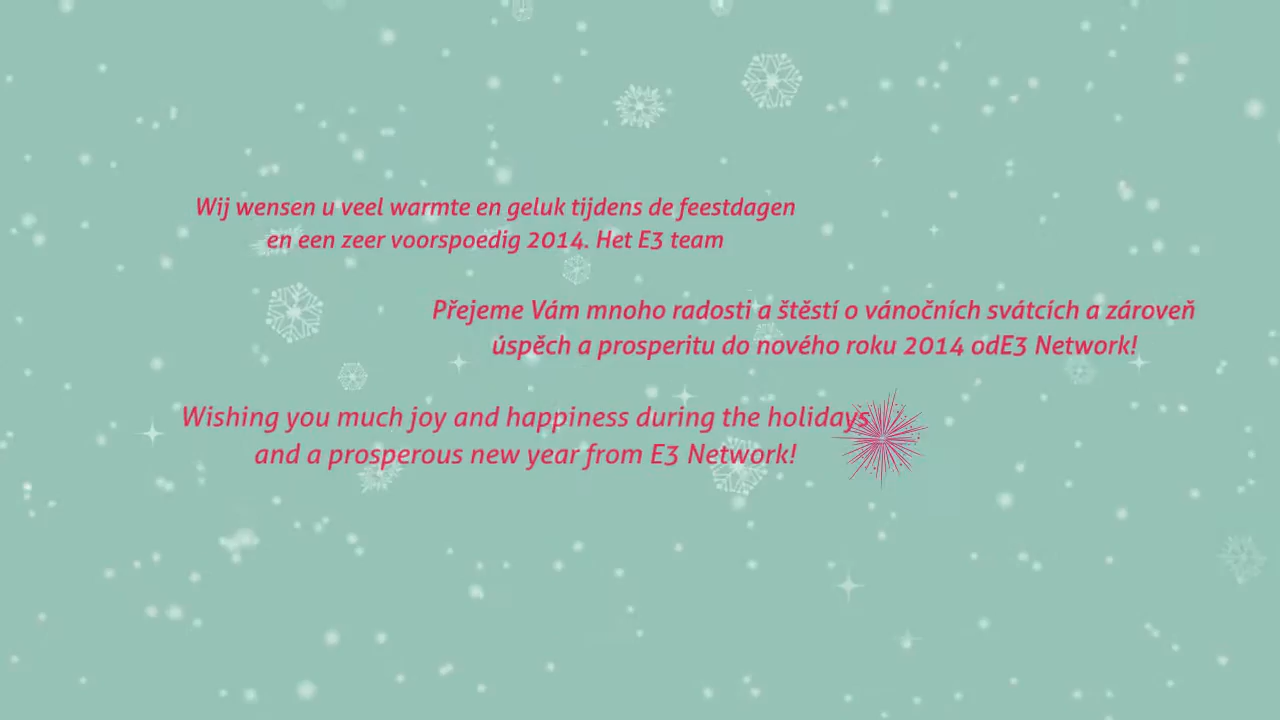 Wij wensen u veel warmte en geluk tijdens de feestdagen
en een zeer voorspoedig 2014. Het E3 team
Přejeme Vám mnoho radosti a štěstí o vánočních svátcích a zároveň
úspěch a prosperitu do nového roku 2014 odE3 Network!
Wishing you much joy and happiness during the holidays
and a prosperous new year from E3 Network!